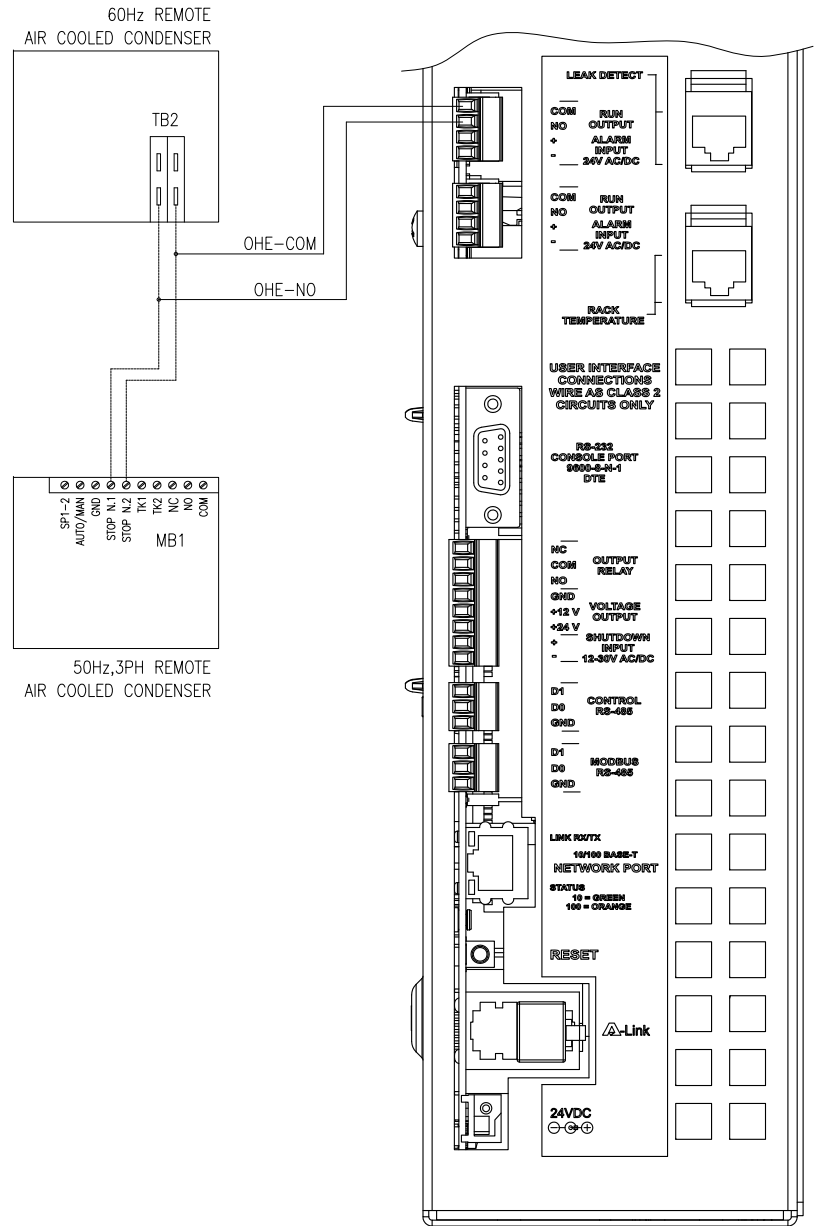 60Hz REMOTE
AIR COOLED CONDENSER
TB2
OHE-COM
OHE-NO
SP1-2
AUTO/MAN
GND
STOP N.1
STOP N.2
TK1
TK2
NC
NO
COM
MB1
50Hz,3PH REMOTE
AIR COOLED CONDENSER
LEAK DETECT
COM
NO
+
-
RUN
OUTPUT
ALARM
INPUT
24V AC/DC
COM
NO
+
-
RUN
OUTPUT
ALARM
INPUT
24V AC/DC
RACK
TEMPERATURE
USER INTERFACE
CONNECTIONS
WIRE AS CLASS 2
CIRCUITS ONLY
RS-232
CONSOLE PORT
9600-8-N-1
DTE
NC
COM
NO
OUTPUT
RELAY
GND
+12 V
+24 V
VOLTAGE
OUTPUT
+
-
SHUTDOWN
INPUT
12-30V AC/DC
D1
D0
GND
CONTROL
RS-485
D1
D0
GND
MODBUS
RS-485
LINK RX/TX
10/100 BASE-T
NETWORK PORT
STATUS
10 = GREEN
100 = ORANGE
RESET
A-Link
24VDC